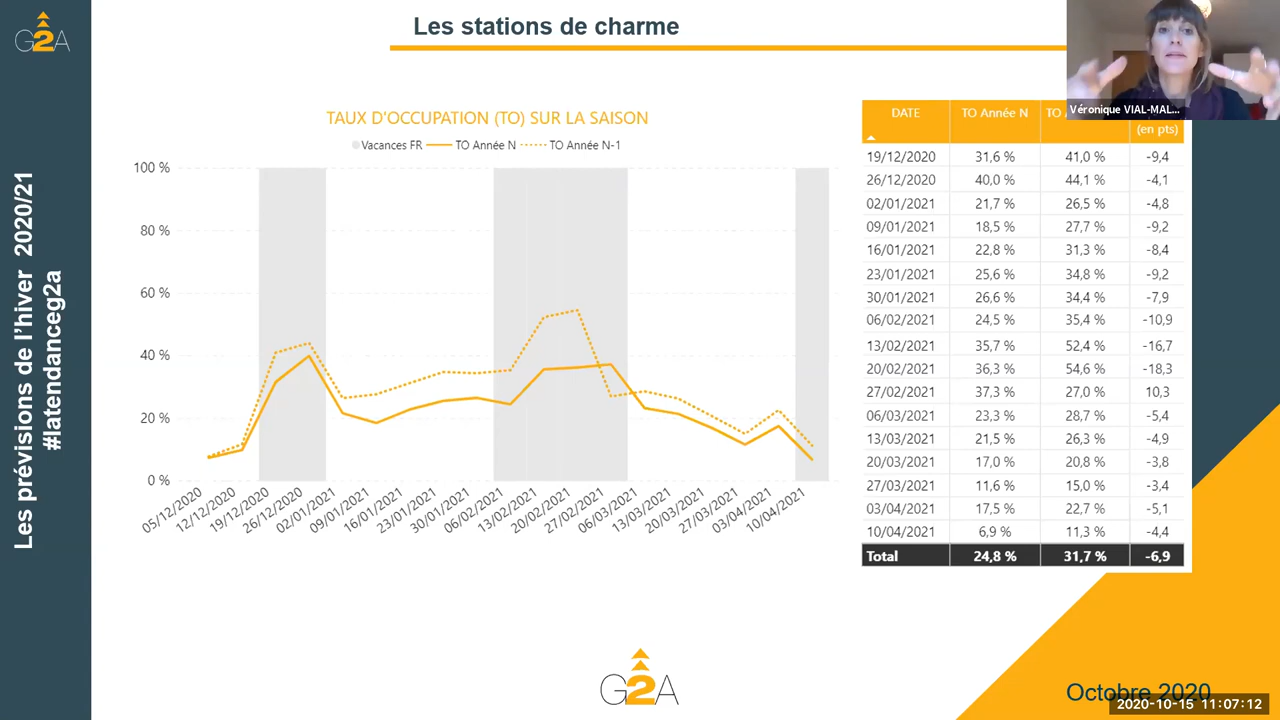 G2A
Les prévisions de l'hiver 2020/21
#latendanceg2a
Les stations de charme
Véronique VIAL-MAL...
TAUX D'OCCUPATION (TO) SUR LA SAISON
Vacances FR TO Année N TO Année N-1
100 %
80 %
60 %
40 %
20 %
0 %
05/12/2020
12/12/2020
19/12/2020
26/12/2020
02/01/2021
09/01/2021
16/01/2021
23/01/2021
30/01/2021
06/02/2021
13/02/2021
20/02/2021
27/02/2021
06/03/2021
13/03/2021
20/03/2021
27/03/2021
03/04/2021
10/04/2021
DATE TO Année N TO
(en pts)
19/12/2020 31,6 % 41,0 % -9,4
26/12/2020 40,0 % 44,1 % -4,1
02/01/2021 21,7 % 26,5 % -4,8
09/01/2021 18,5 % 27,7 % -9,2
16/01/2021 22,8 % 31,3 % -8,4
23/01/2021 25,6 % 34,8 % -9,2
30/01/2021 26,6 % 34,4 % -7,9
06/02/2021 24,5 % 35,4 % -10,9
13/02/2021 35,7 % 52,4 % -16,7
20/02/2021 36,3 % 54,6 % -18,3
27/02/2021 37,3 % 27,0 % 10,3
06/03/2021 23,3 % 28,7 % -5,4
13/03/2021 21,5 % 26,3 % -4,9
20/03/2021 17,0 % 20,8 % -3,8
27/03/2021 11,6 % 15,0 % -3,4
03/04/2021 17,5 % 22,7 % -5,1
10/04/2021 6,9 % 11,3 % -4,4
Total 24,8 % 31,7 % -6,9
G2A
Octobre 2020
2020-10-15 11:07:12